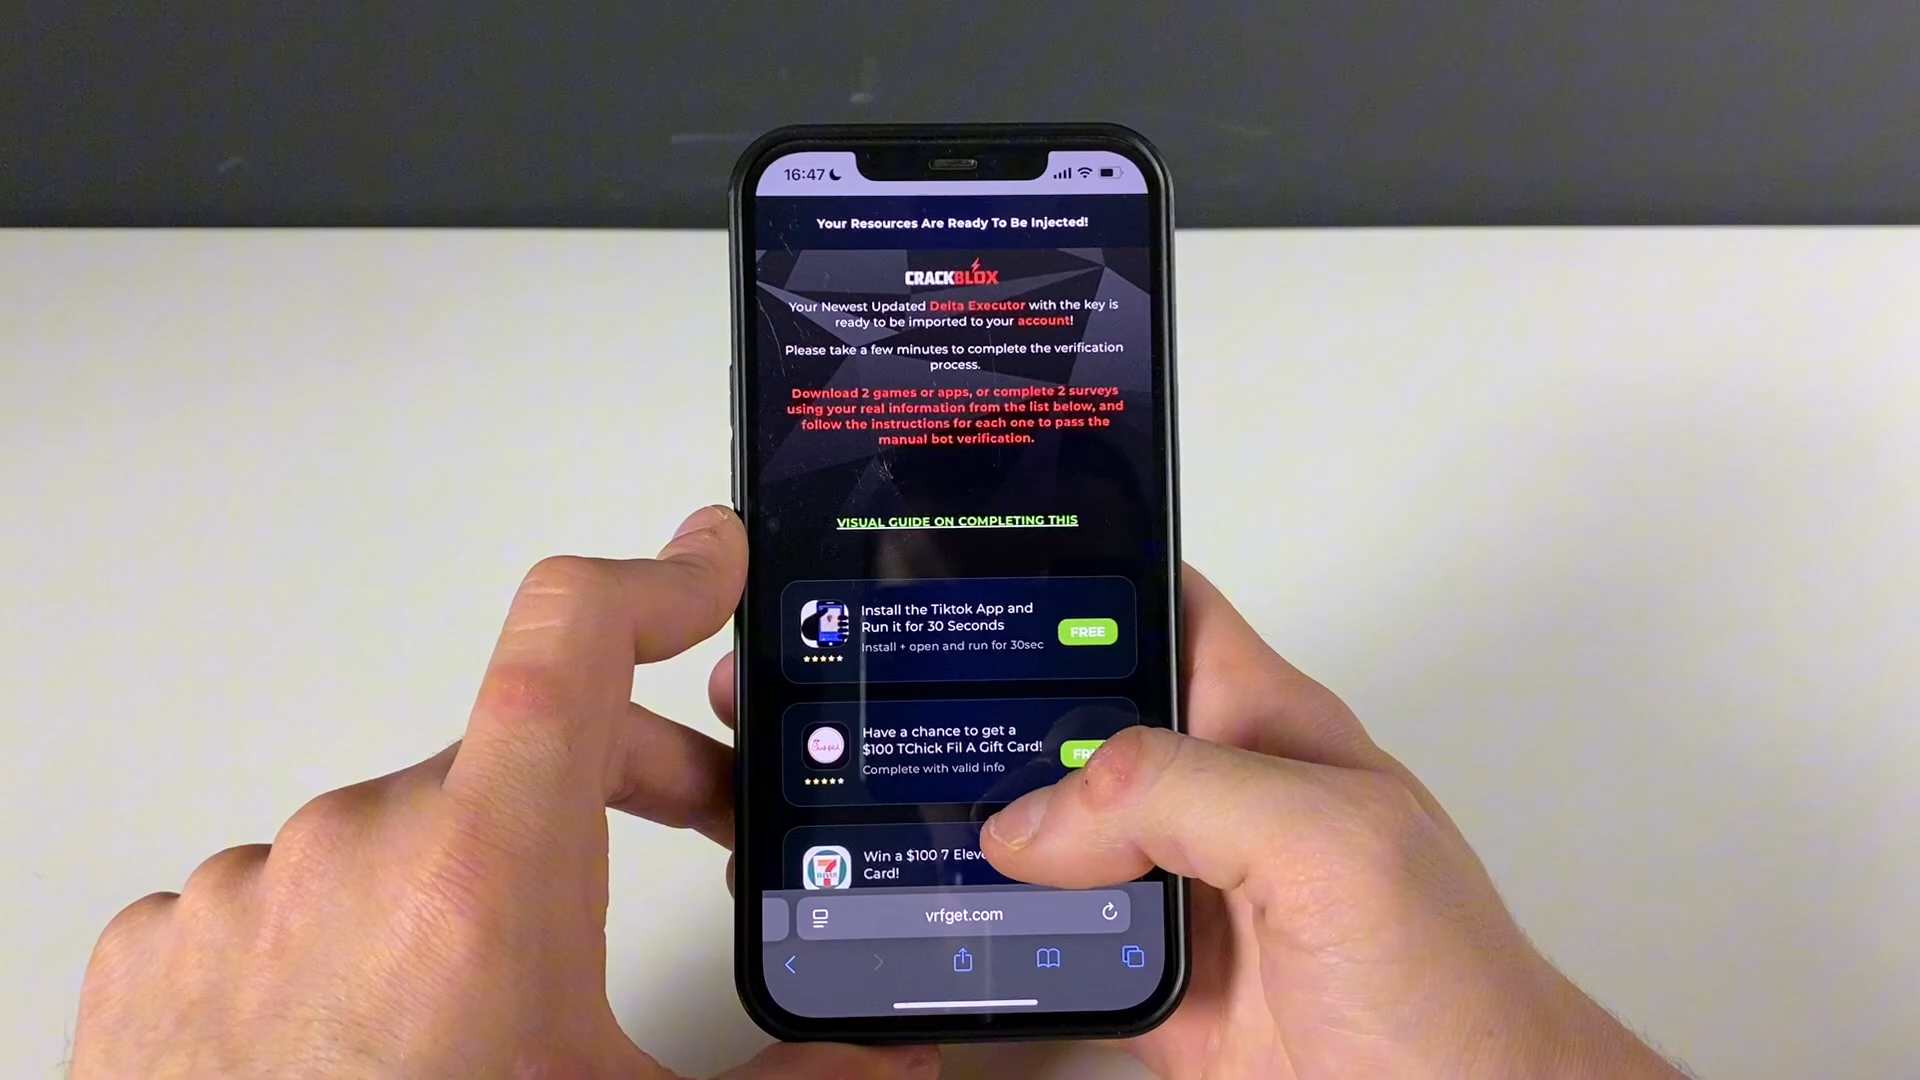 16:47
Your Resources Are Ready To Be Injected!
CRACKBLOX
Your Newest Updated Delta Executor with the key is
ready to be imported to your account!
Please take a few minutes to complete the verification
process.
Download 2 games or apps, or complete 2 surveys
using your real information from the list below, and
follow the instructions for each one to pass the
manual bot verification.
VISUAL GUIDE ON COMPLETING THIS
Install the Tiktok App and
Run it for 30 Seconds
Install + open and run for 30sec
FREE
Have a chance to get a
$100 TChick Fil A Gift Card!
Complete with valid info
Win a $100 7
Card!
vrfget.com